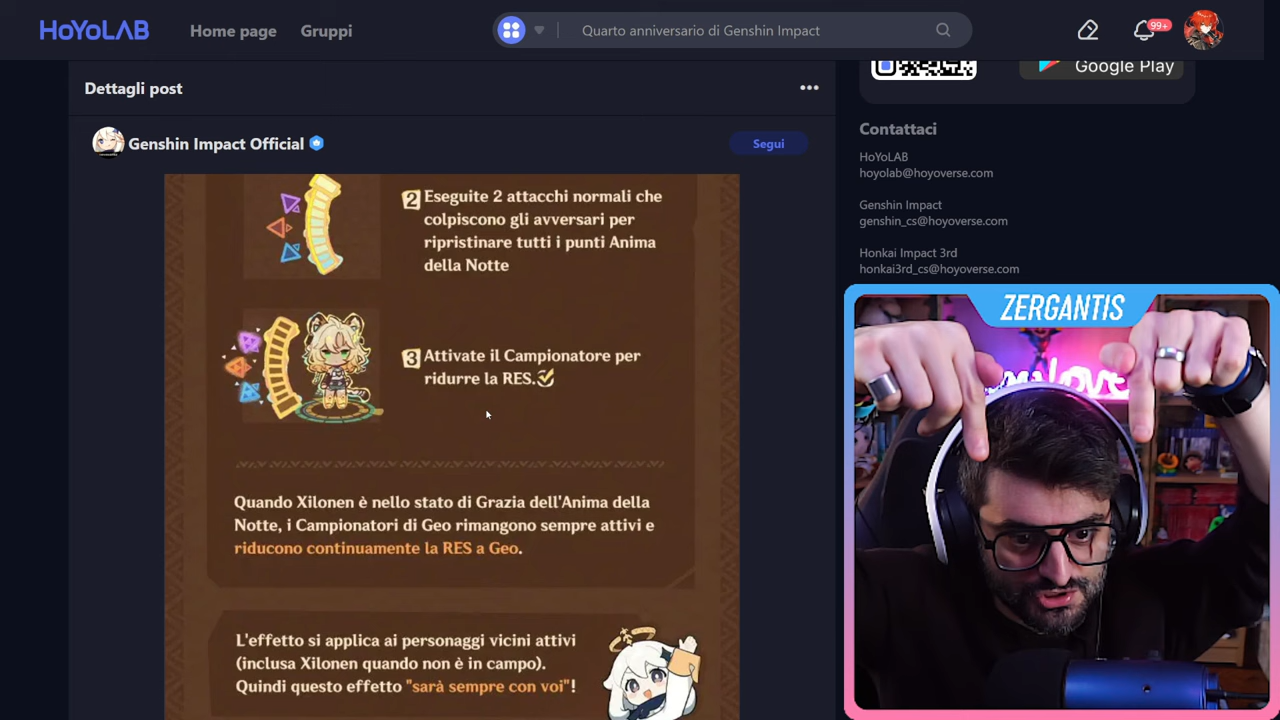 HoYoLAB
Home page
Gruppi
Quarto anniversario di Genshin Impact
99+
Dettagli post
Genshin Impact Official
Segui
2 Eseguite 2 attacchi normali che
colpiscono gli avversari per
ripristinare tutti i punti Anima
della Notte
3 Attivate il Campionatore per
ridurre la RES.
Quando Xilonen è nello stato di Grazia dell'Anima della
Notte, i Campionatori di Geo rimangono sempre attivi e
riducono continuamente la RES a Geo.
L'effetto si applica ai personaggi vicini attivi
(inclusa Xilonen quando non è in campo).
Quindi questo effetto "sarà sempre con voi"!
Google Play
Contattaci
HoYoLAB
hoyolab@hoyoverse.com
Genshin Impact
genshin_cs@hoyoverse.com
Honkai Impact 3rd
honkai3rd_cs@hoyoverse.com
ZERGANTIS